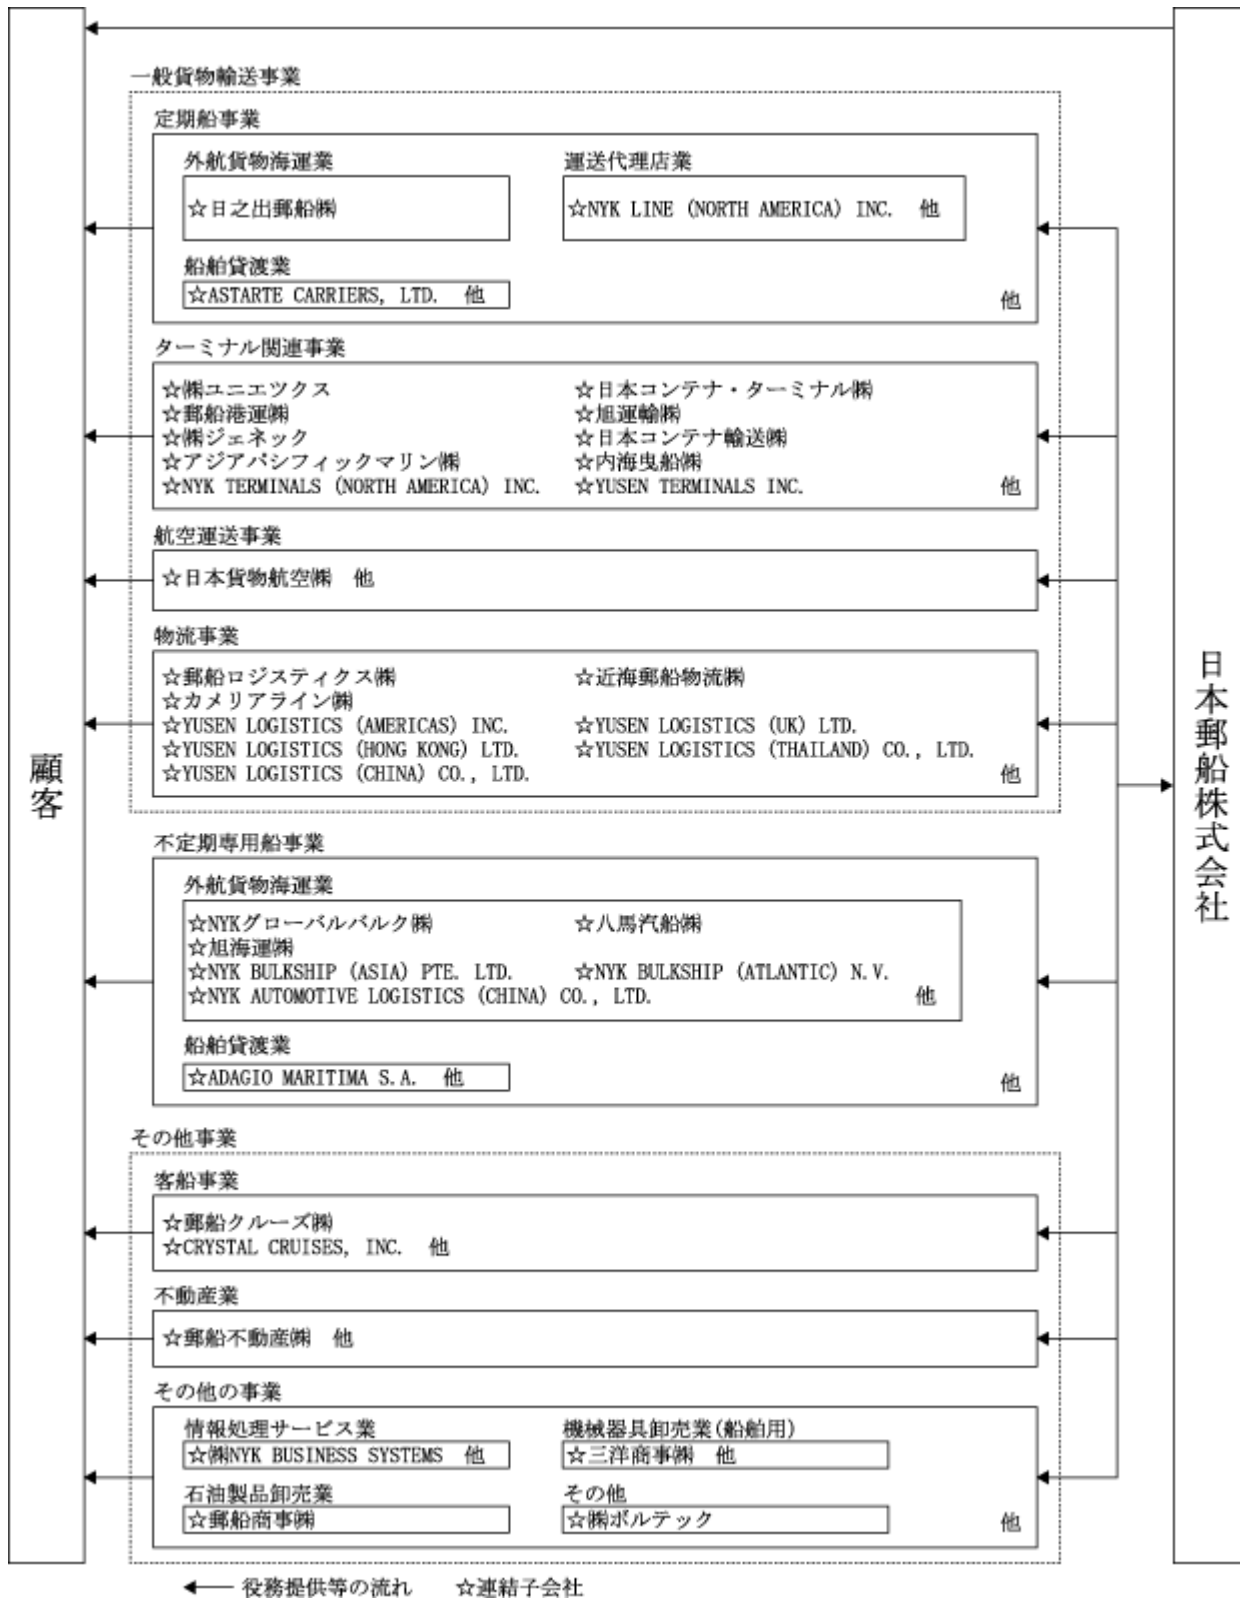 一般貨物輸送事業
定期船事業
外航貨物海運業
運送代理店業
☆日之出郵船㈱
☆NYK LINE (NORTH AMERICA) INC. 他
船舶貸渡業
☆ASTARTE CARRIERS, LTD. 他
他
ターミナル関連事業
☆㈱ユニエツクス
☆日本コンテナ・ターミナル㈱
☆郵船港運㈱
☆旭運輸㈱
☆㈱ジェネック
☆日本コンテナ輸送㈱
☆アジアパシフィックマリン㈱
☆内海曳船㈱
☆NYK TERMINALS (NORTH AMERICA) INC.
☆YUSEN TERMINALS INC.
他
航空運送事業
☆日本貨物航空㈱ 他
物流事業
☆郵船ロジスティクス㈱
☆近海郵船物流㈱
☆カメリアライン㈱
☆YUSEN LOGISTICS (AMERICAS) INC.
☆YUSEN LOGISTICS (UK) LTD.
☆YUSEN LOGISTICS (HONG KONG) LTD.
☆YUSEN LOGISTICS (THAILAND) CO., LTD.
☆YUSEN LOGISTICS (CHINA) CO., LTD.
他
顧客
日本郵船株式会社
不定期専用船事業
外航貨物海運業
☆NYKグローバルバルク㈱
☆八馬汽船㈱
☆旭海運㈱
☆NYK BULKSHIP (ASIA) PTE. LTD.
☆NYK BULKSHIP (ATLANTIC) N.V.
☆NYK AUTOMOTIVE LOGISTICS (CHINA) CO., LTD.
他
船舶貸渡業
☆ADAGIO MARITIMA S.A. 他
他
その他事業
客船事業
☆郵船クルーズ㈱
☆CRYSTAL CRUISES, INC. 他
不動産業
☆郵船不動産㈱ 他
その他の事業
情報処理サービス業
機械器具卸売業(船舶用)
☆㈱NYK BUSINESS SYSTEMS 他
☆三洋商事㈱ 他
石油製品卸売業
その他
☆郵船商事㈱
☆㈱ボルテック
他
役務提供等の流れ
☆連結子会社